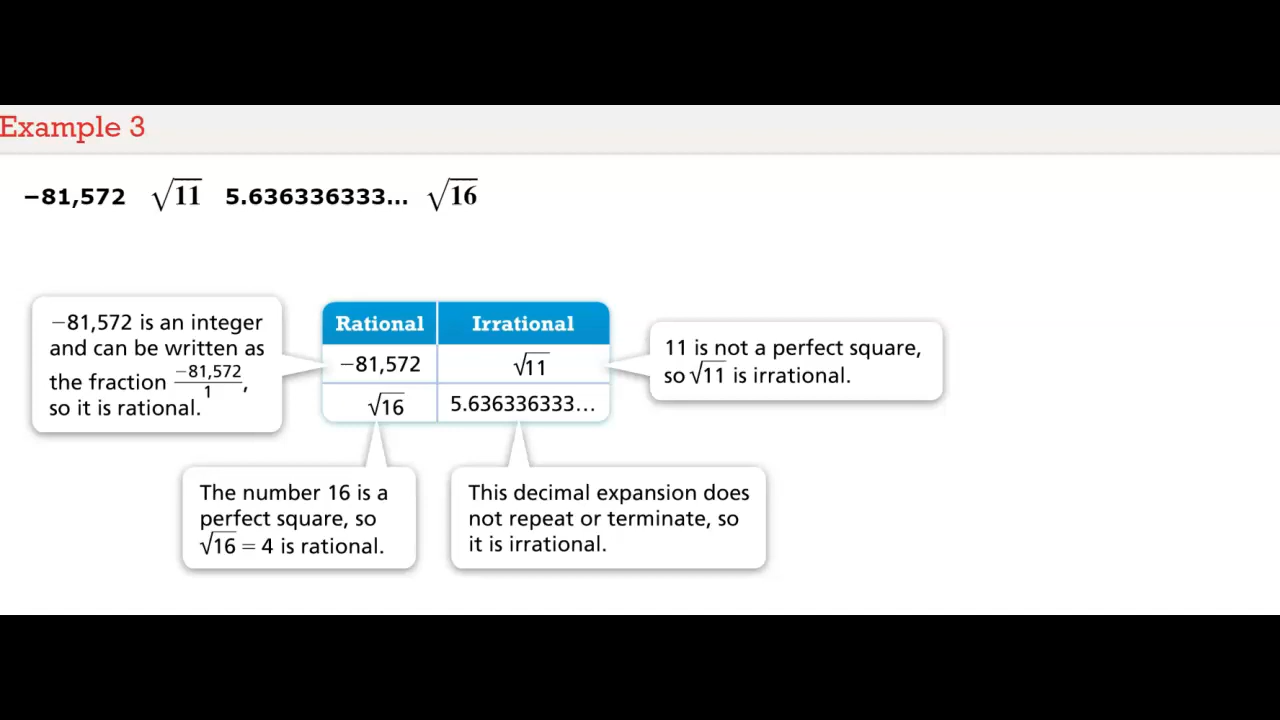 Example 3
−81,572 √11 5.636336333... √16
−81,572 is an integer
and can be written as
the fraction −81,572/1,
so it is rational.
Rational Irrational
−81,572 √11
√16 5.636336333...
11 is not a perfect square,
so √11 is irrational.
The number 16 is a
perfect square, so
√16 = 4 is rational.
This decimal expansion does
not repeat or terminate, so
it is irrational.